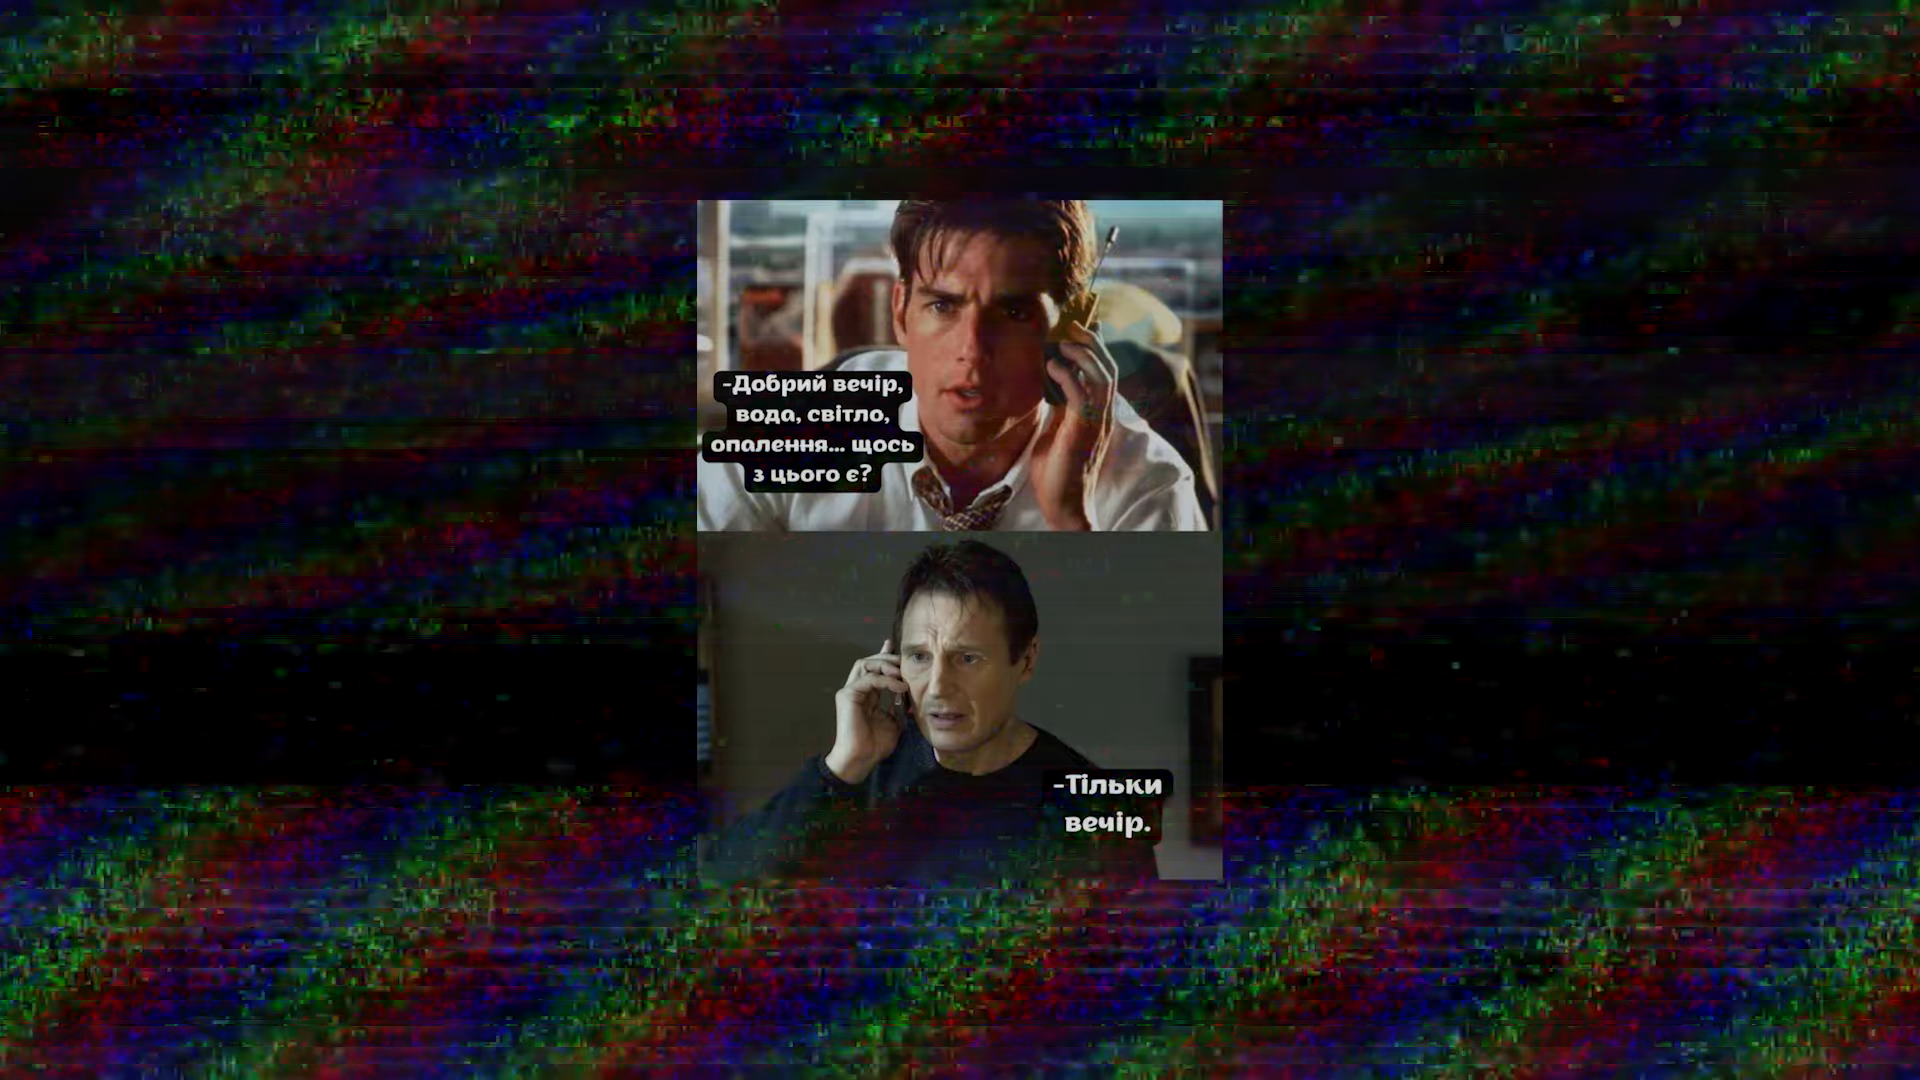 -Добрий вечір,
вода, світло,
опалення... щось
з цього є?
-Тільки
вечір.